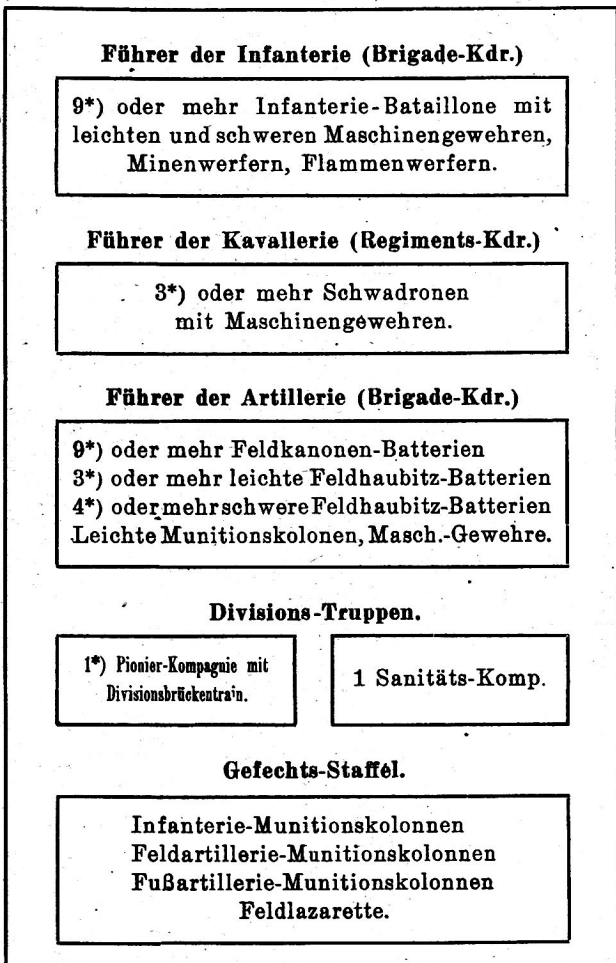 Führer der Infanterie (Brigade-Kdr.)
9*) oder mehr Infanterie-Bataillone mit
leichten und schweren Maschinengewehren,
Minenwerfern, Flammenwerfern.
Führer der Kavallerie (Regiments-Kdr.)
3*) oder mehr Schwadronen
mit Maschinengewehren.
Führer der Artillerie (Brigade-Kdr.)
9*) oder mehr Feldkanonen-Batterien
3*) oder mehr leichte Feldhaubitz-Batterien
4*) oder mehr schwere Feldhaubitz-Batterien
Leichte Munitionskolonen, Masch.-Gewehre.
Divisions-Truppen.
1*) Pionier-Kompagnie mit
Divisionsbrückentrain.
1 Sanitäts-Komp.
Gefechts-Staffel.
Infanterie-Munitionskolonnen
Feldartillerie-Munitionskolonnen
Fußartillerie-Munitionskolonnen
Feldlazarette.